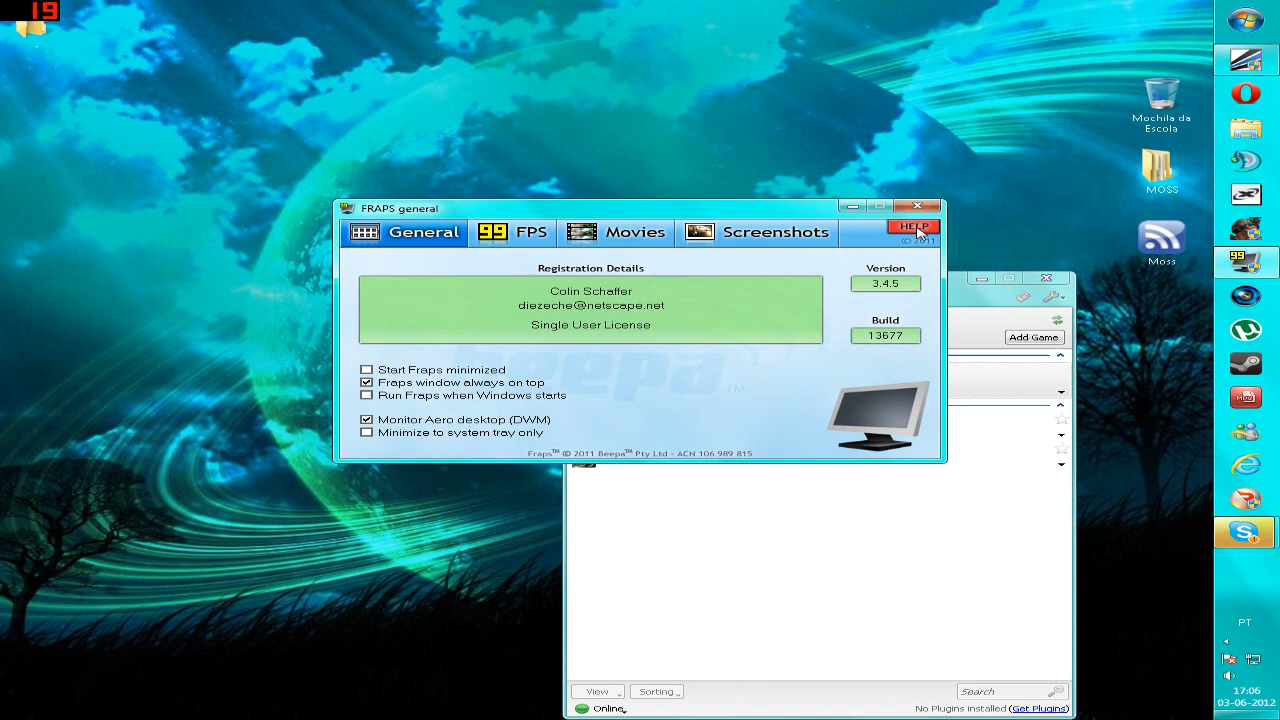 19
Mochila da
Escola
MOSS
Moss
FRAPS general
General
99 FPS
Movies
Screenshots
HELP
© 2011
Registration Details
Colin Schaffer
diezeche@netscape.net
Single User License
Version
3.4.5
Build
13677
beepa™
Start Fraps minimized
Fraps window always on top
Run Fraps when Windows starts
Monitor Aero desktop (DWM)
Minimize to system tray only
Fraps™ © 2011 Beepa™ Pty Ltd - ACN 106 989 815
Add Game
View
Sorting
Search
Online
No Plugins installed (Get Plugins)
99
PT
17:06
03-06-2012